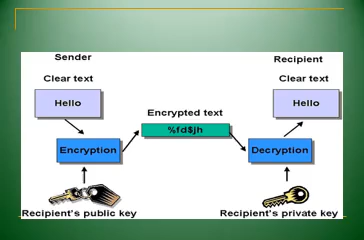 Sender
Recipient
Clear text
Clear text
Hello
Hello
Encrypted text
%fd$jh
Encryption
Decryption
Recipient's public key
Recipient's private key